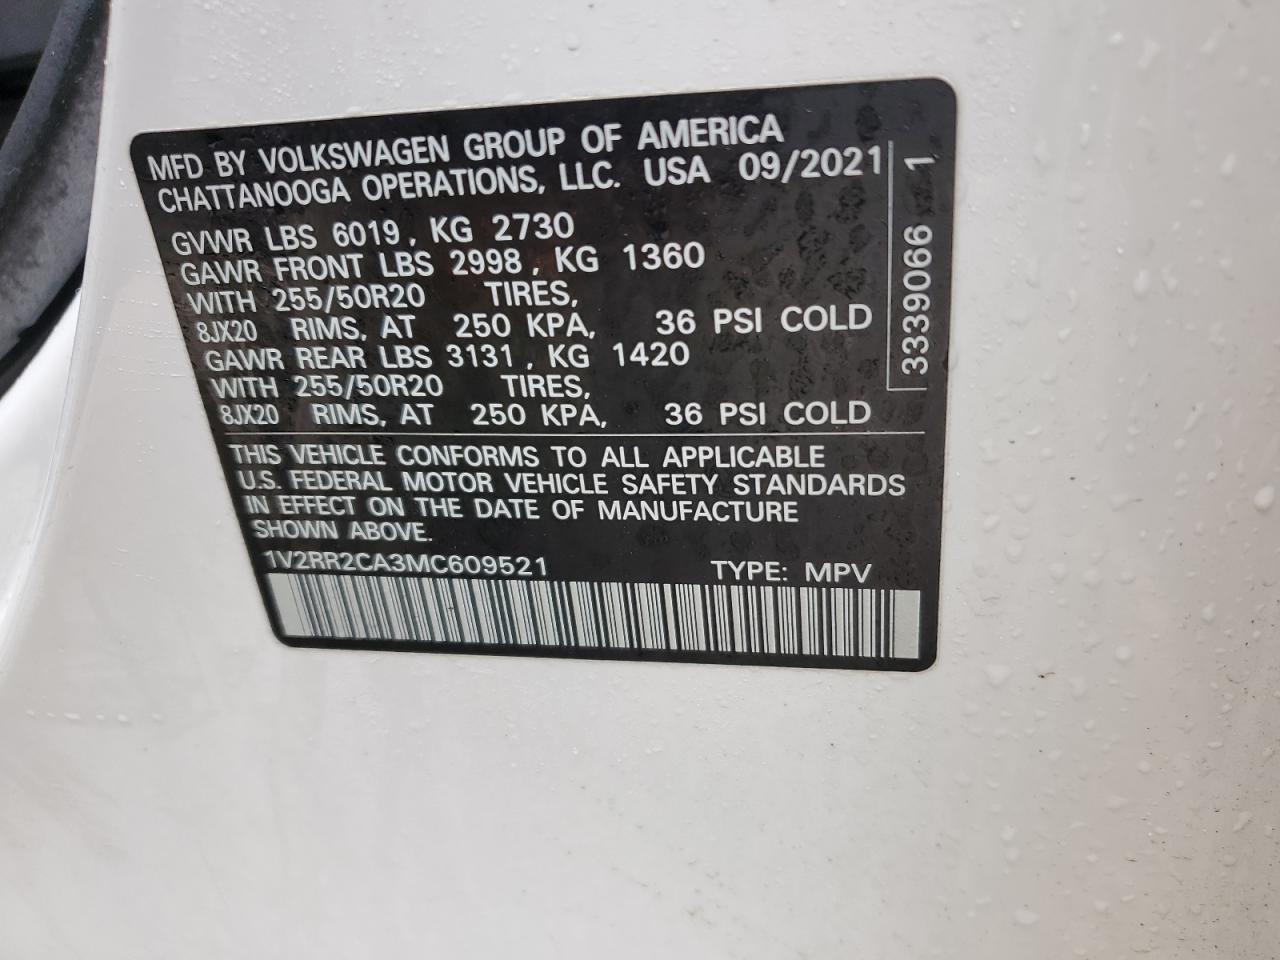 MFD BY VOLKSWAGEN GROUP OF AMERICA
CHATTANOOGA OPERATIONS, LLC. USA 09/2021
GVWR LBS 6019, KG 2730
GAWR FRONT LBS 2998, KG 1360
WITH 255/50R20 TIRES,
8JX20 RIMS, AT 250 KPA, 36 PSI COLD
GAWR REAR LBS 3131, KG 1420
WITH 255/50R20 TIRES,
8JX20 RIMS, AT 250 KPA, 36 PSI COLD
3339066 1
THIS VEHICLE CONFORMS TO ALL APPLICABLE
U.S. FEDERAL MOTOR VEHICLE SAFETY STANDARDS
IN EFFECT ON THE DATE OF MANUFACTURE
SHOWN ABOVE.
1V2RR2CA3MC609521 TYPE: MPV